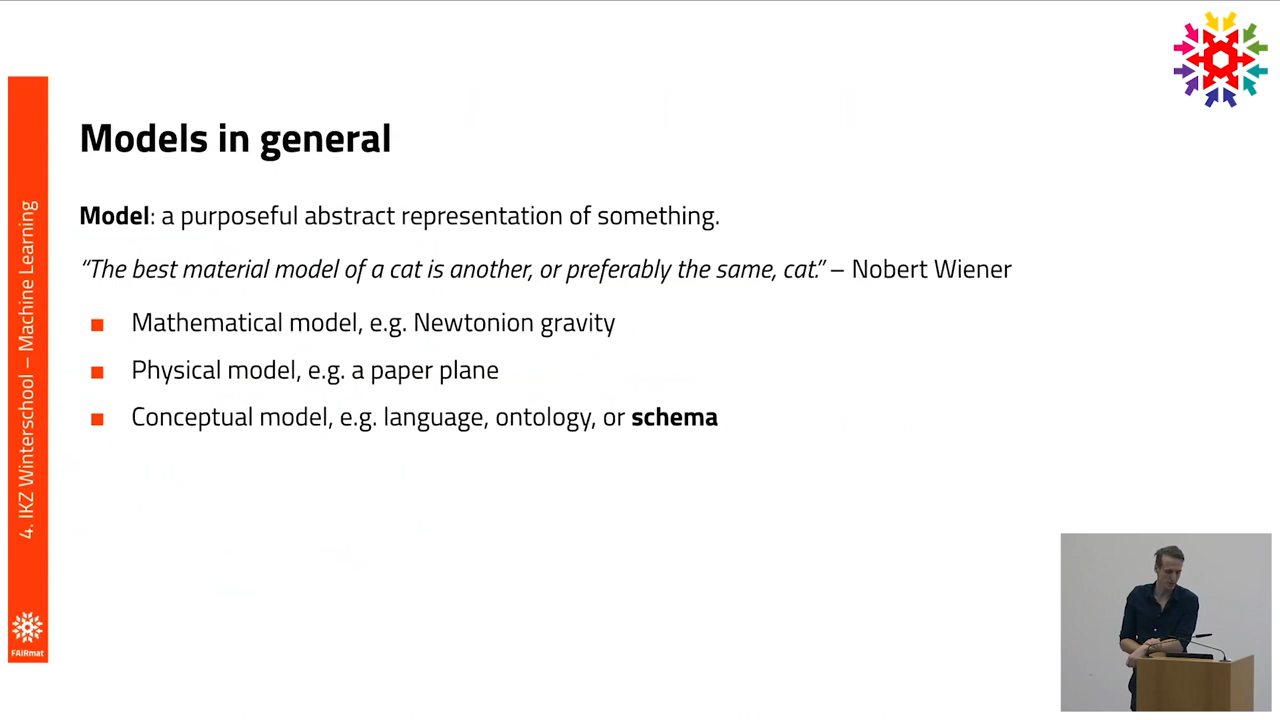 Models in general
Model: a purposeful abstract representation of something.
“The best material model of a cat is another, or preferably the same, cat.” – Nobert Wiener
Mathematical model, e.g. Newtonion gravity
Physical model, e.g. a paper plane
Conceptual model, e.g. language, ontology, or schema
4. IKZ Winterschool – Machine Learning
FAIRmat